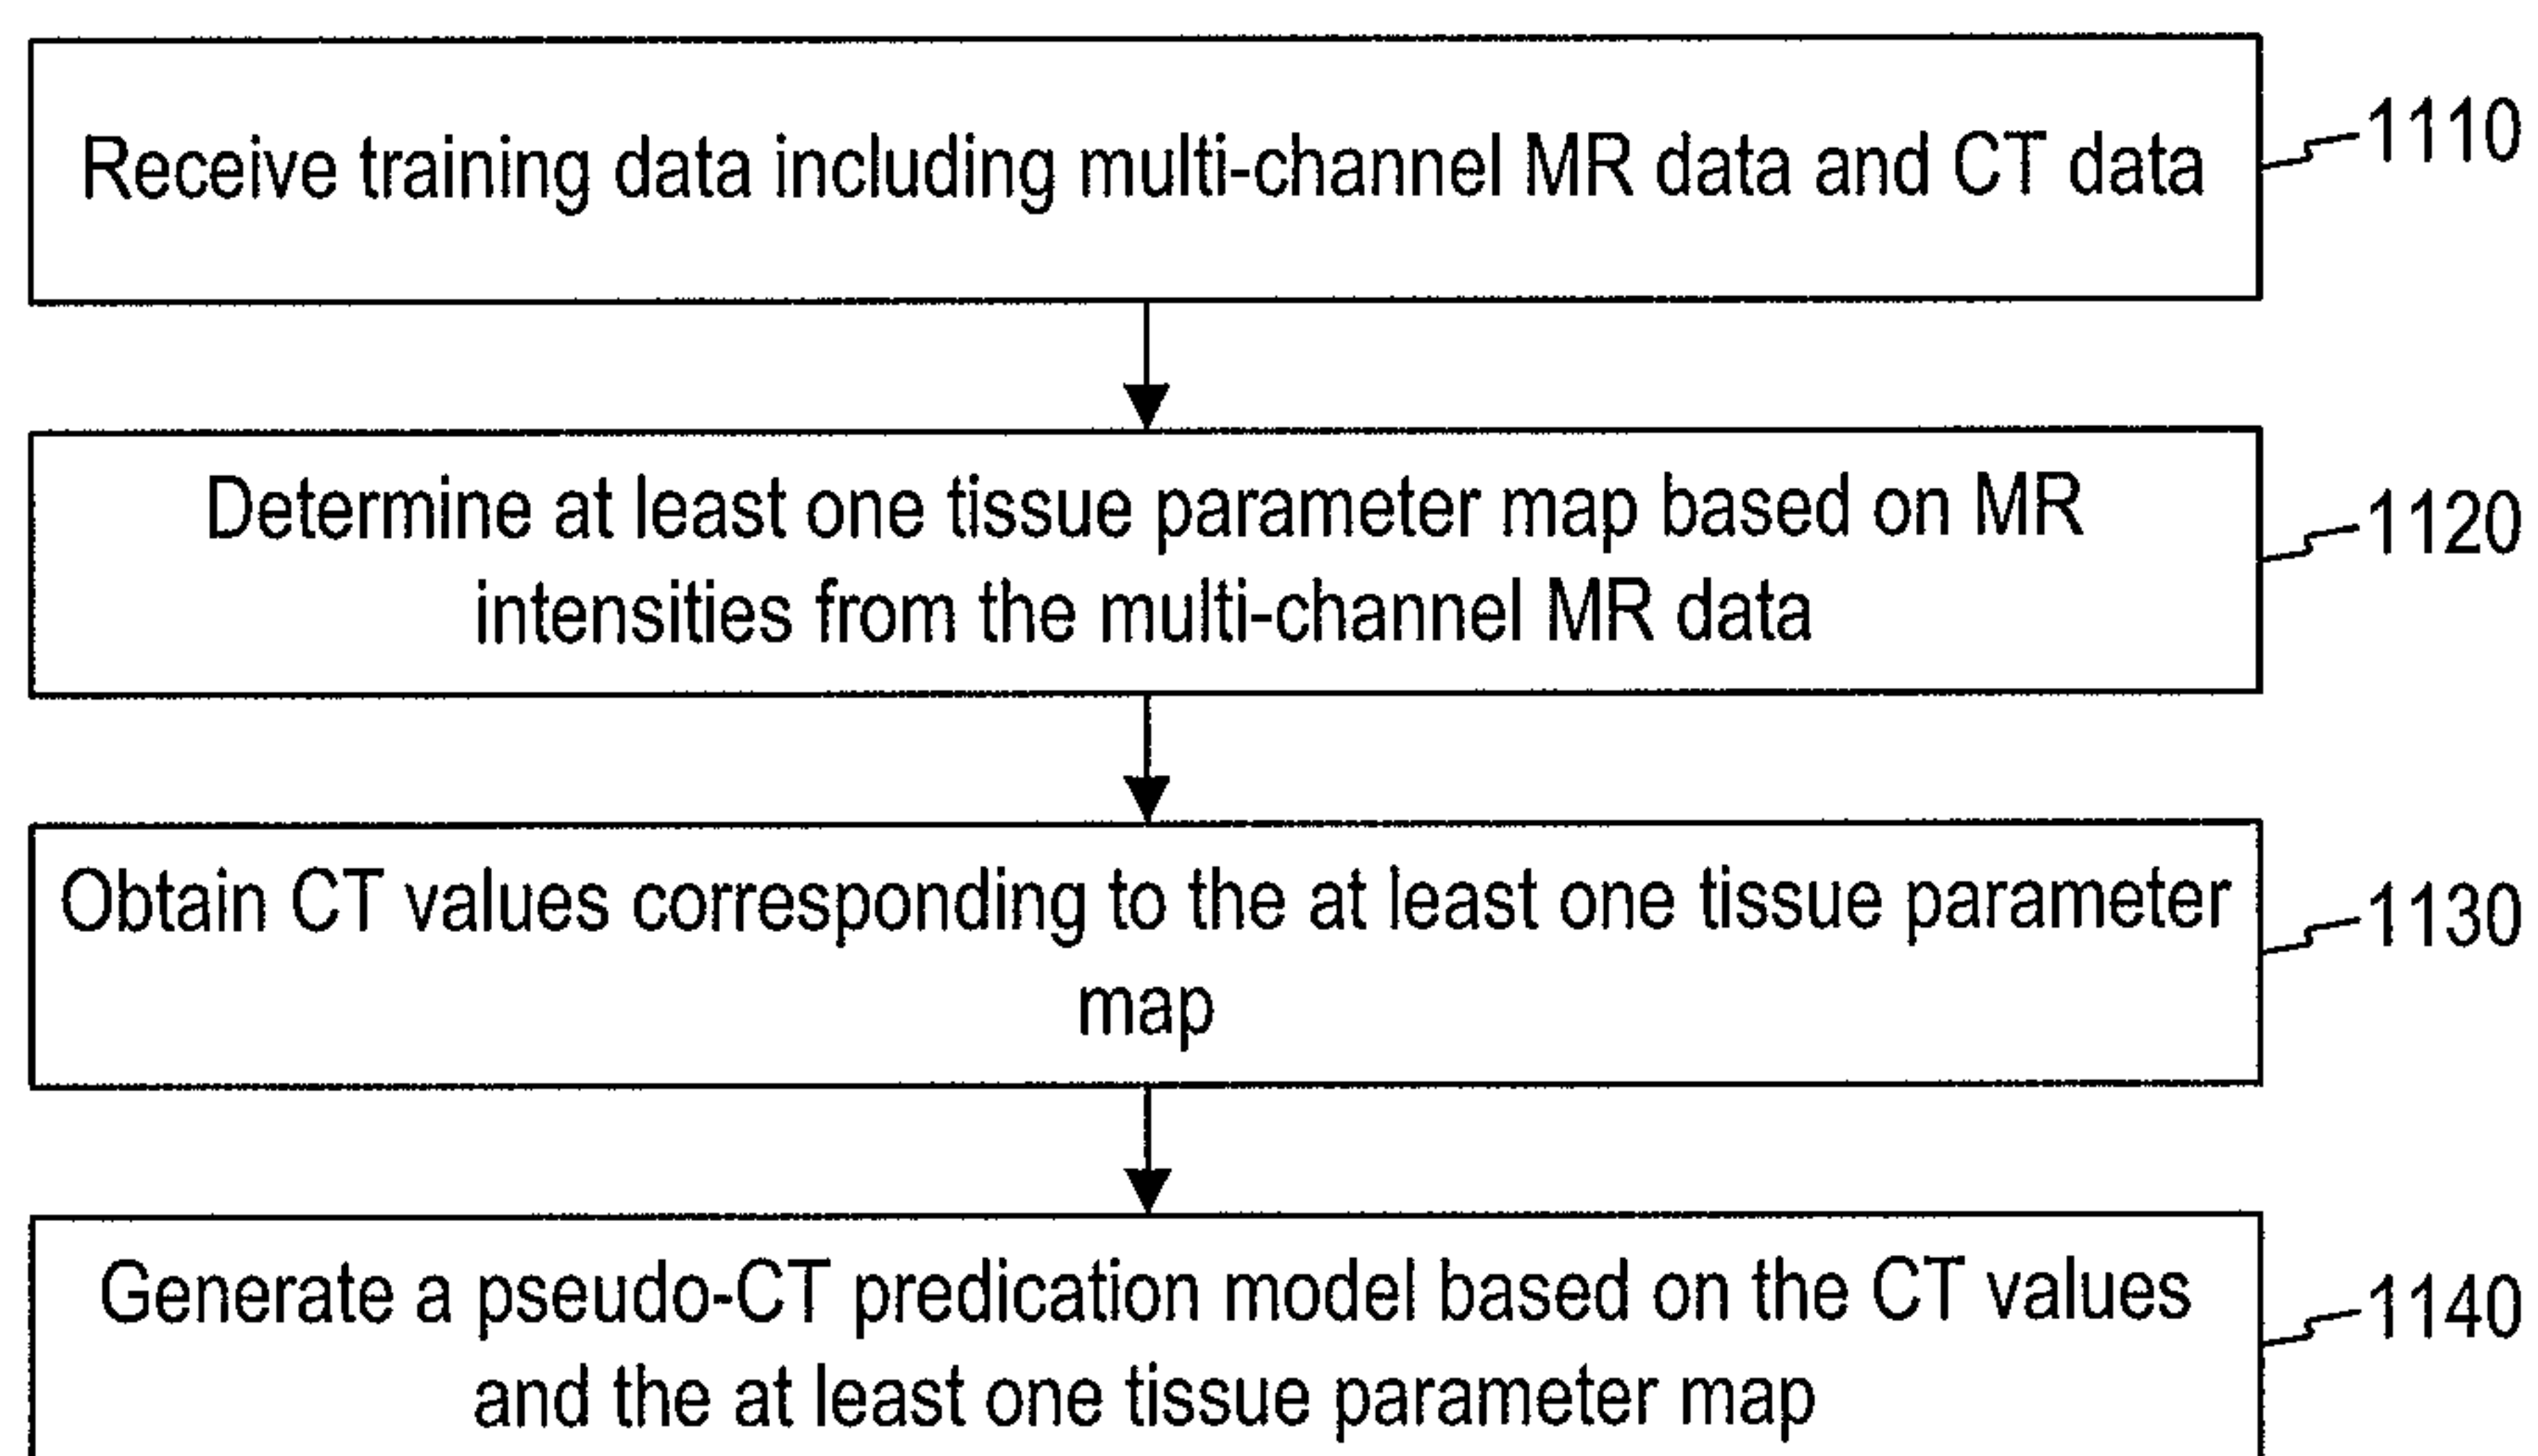 Receive training data including multi-channel MR data and CT data
1110
Determine at least one tissue parameter map based on MR
intensities from the multi-channel MR data
1120
Obtain CT values corresponding to the at least one tissue parameter
map
1130
Generate a pseudo-CT predication model based on the CT values
and the at least one tissue parameter map
1140